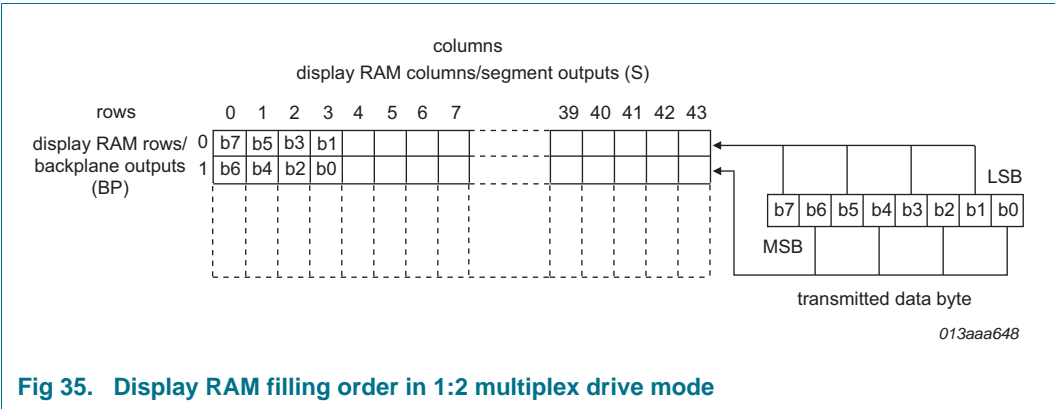 columns
display RAM columns/segment outputs (S)
rows 0 1 2 3 4 5 6 7 39 40 41 42 43
display RAM rows/ 0 b7 b5 b3 b1
backplane outputs 1 b6 b4 b2 b0
(BP)
LSB
b7 b6 b5 b4 b3 b2 b1 b0
MSB
transmitted data byte
013aaa648
Fig 35. Display RAM filling order in 1:2 multiplex drive mode